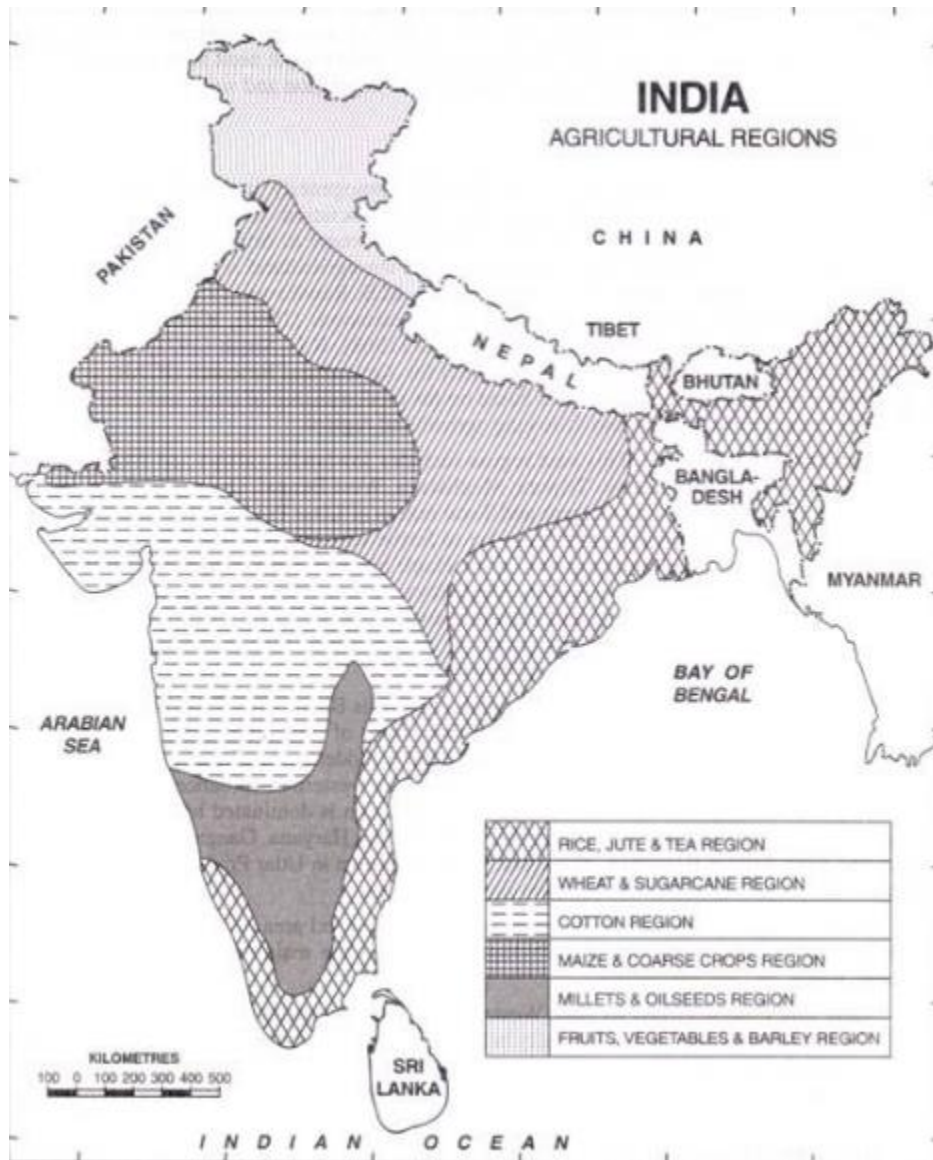 INDIA
AGRICULTURAL REGIONS
PAKISTAN
CHINA
TIBET
NEPAL
BHUTAN
BANGLA-
DESH
MYANMAR
BAY OF
BENGAL
ARABIAN
SEA
RICE, JUTE & TEA REGION
WHEAT & SUGARCANE REGION
COTTON REGION
MAIZE & COARSE CROPS REGION
MILLETS & OILSEEDS REGION
FRUITS, VEGETABLES & BARLEY REGION
KILOMETRES
100 0 100 200 300 400 500
SRI
LANKA
INDIAN OCEAN